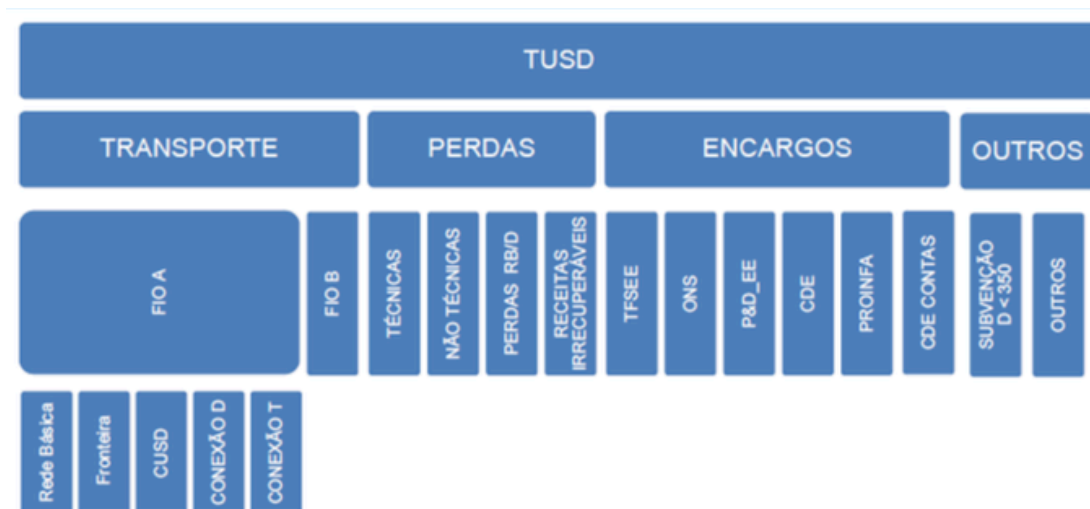 TUSD
TRANSPORTE
PERDAS
ENCARGOS
OUTROS
FIO A
FIO B
TÉCNICAS
NÃO TÉCNICAS
PERDAS RB/D
RECEITAS
IRRECUPERÁVEIS
TFSEE
ONS
P&D_EE
CDE
PROINFA
CDE CONTAS
SUBVENÇÃO
D < 350
OUTROS
Rede Básica
Fronteira
CUSD
CONEXÃO D
CONEXÃO T